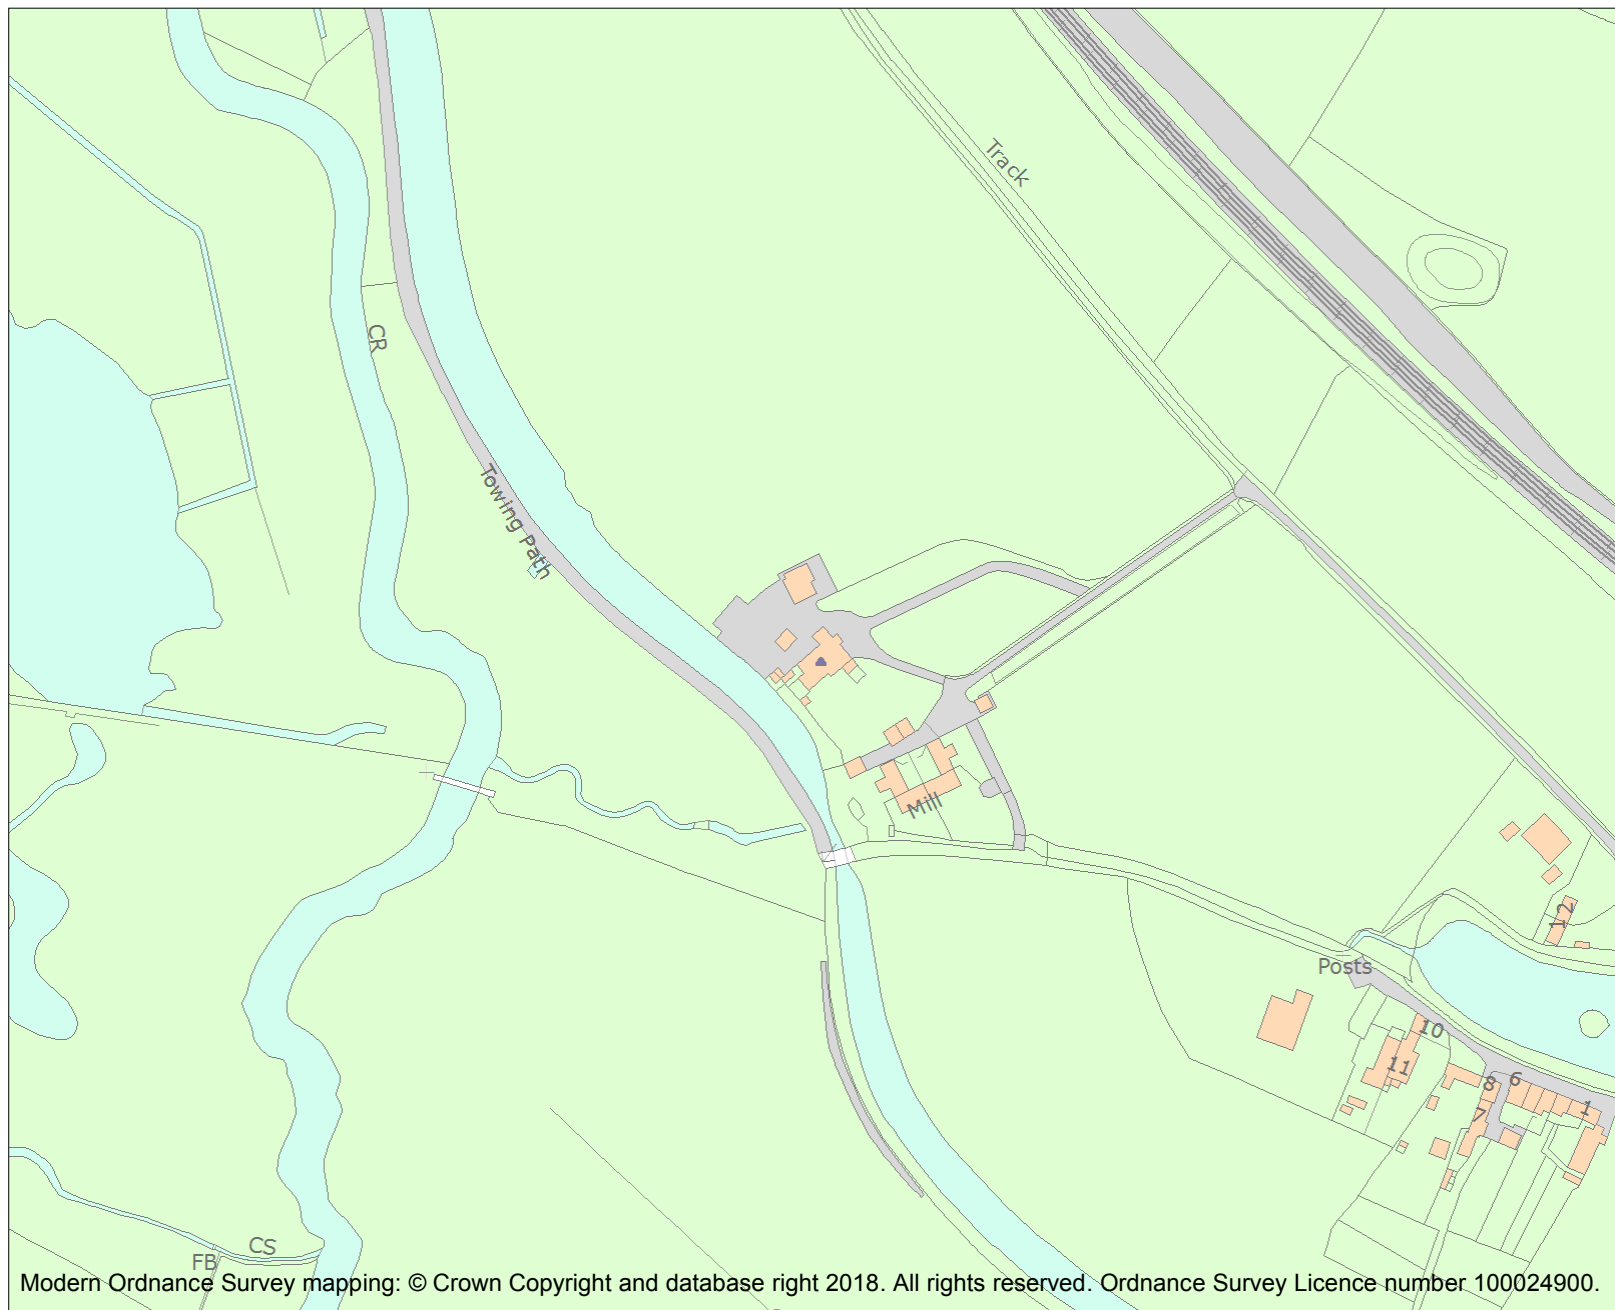 Track
CR
Towing Path
Mill
12
Posts
10
11
8
6
7
1
CS
FB
Modern Ordnance Survey mapping: © Crown Copyright and database right 2018. All rights reserved. Ordnance Survey Licence number 100024900.